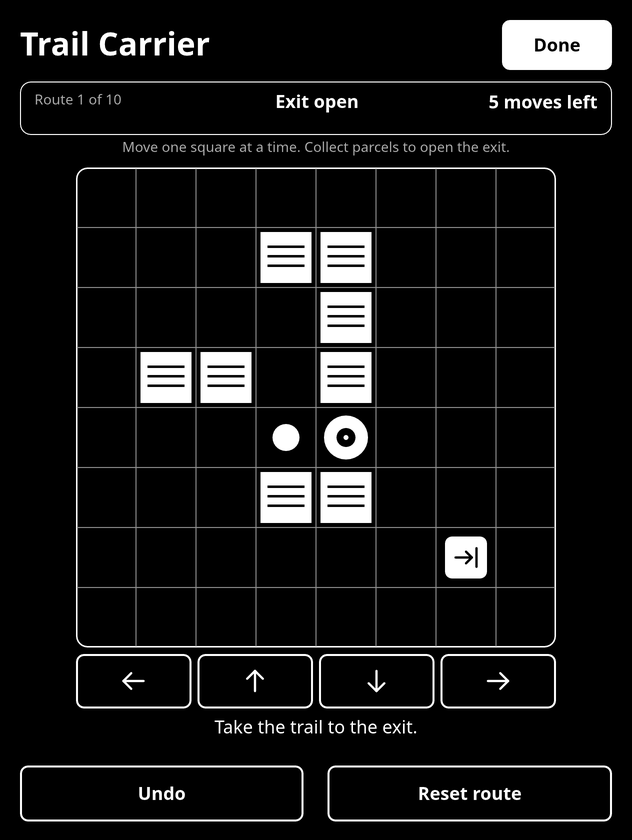 Trail Carrier
Done
Route 1 of 10
Exit open
5 moves left
Move one square at a time. Collect parcels to open the exit.
Take the trail to the exit.
Undo
Reset route